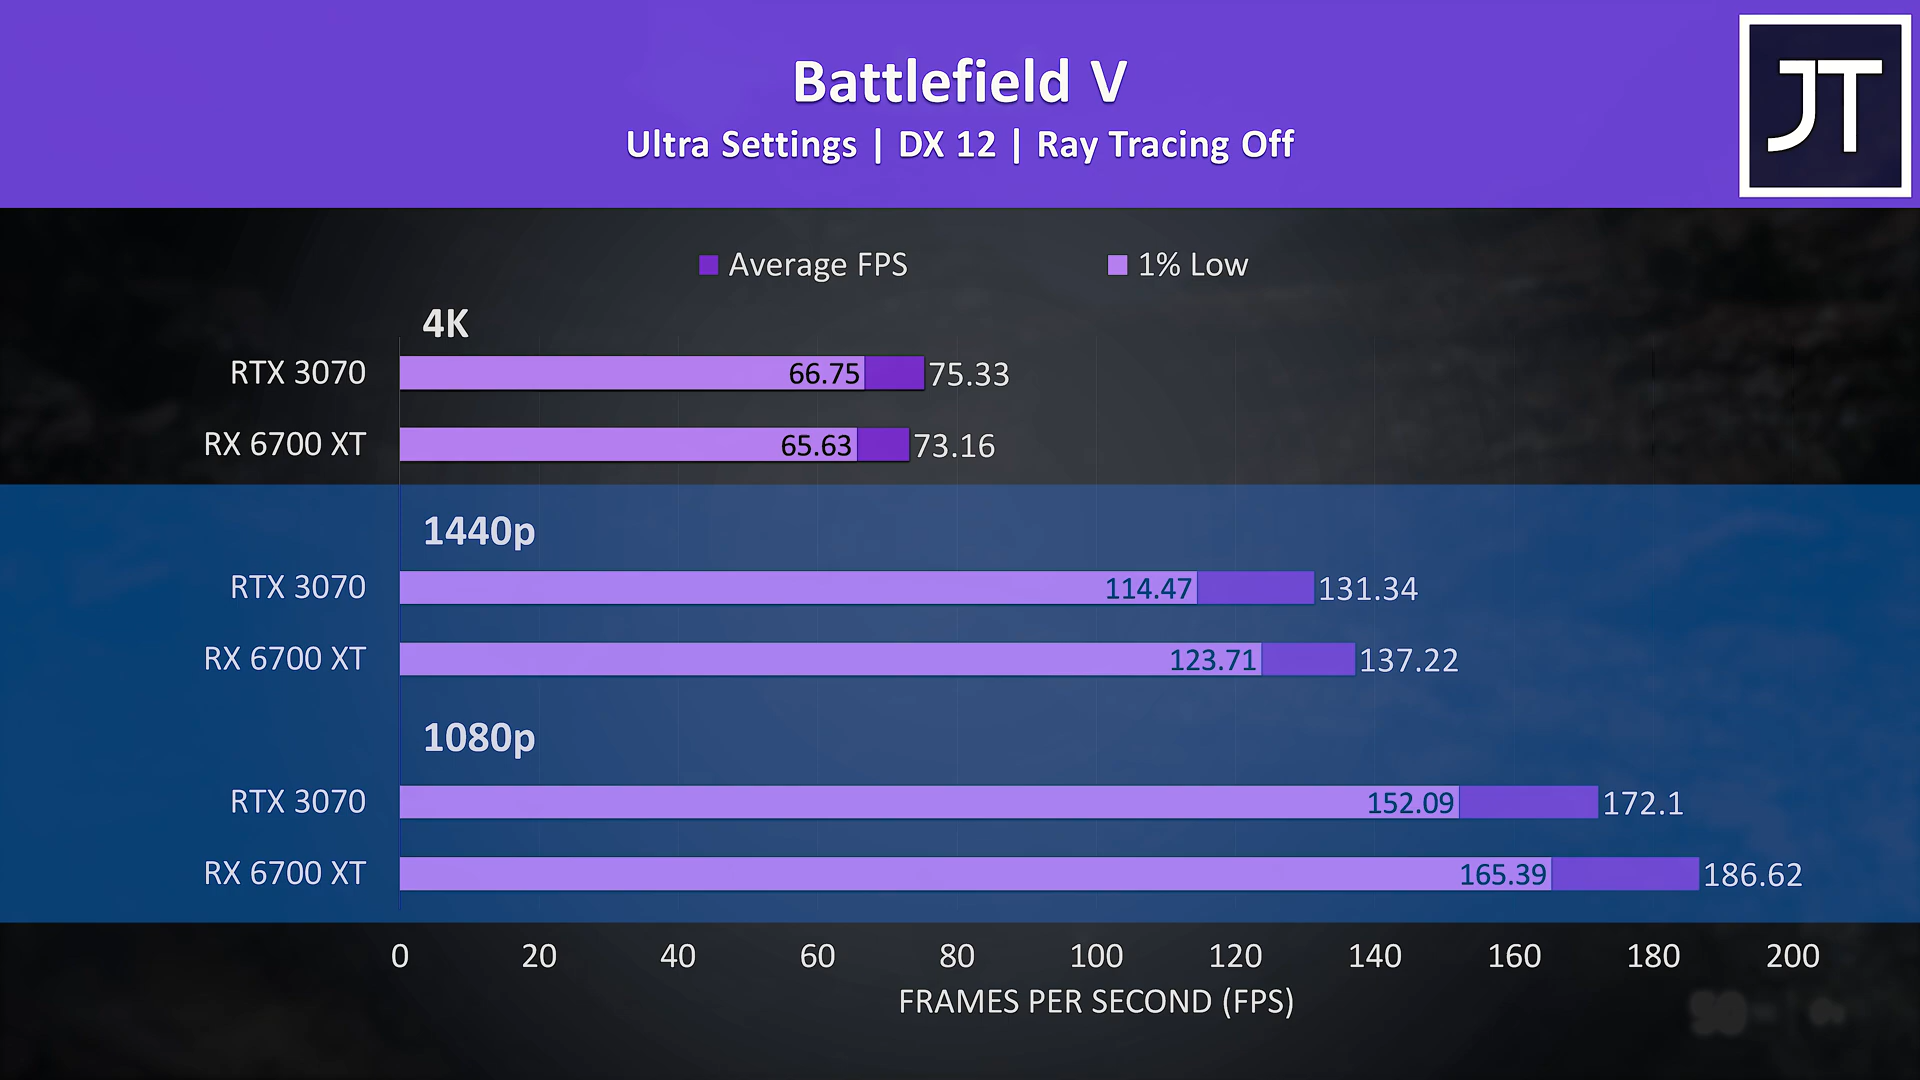 Battlefield V
JT
Ultra Settings | DX 12 | Ray Tracing Off
Average FPS
1% Low
4K
RTX 3070 66.75 75.33
RX 6700 XT 65.63 73.16
1440p
RTX 3070 114.47 131.34
RX 6700 XT 123.71 137.22
1080p
RTX 3070 152.09 172.1
RX 6700 XT 165.39 186.62
0 20 40 60 80 100 120 140 160 180 200
FRAMES PER SECOND (FPS)